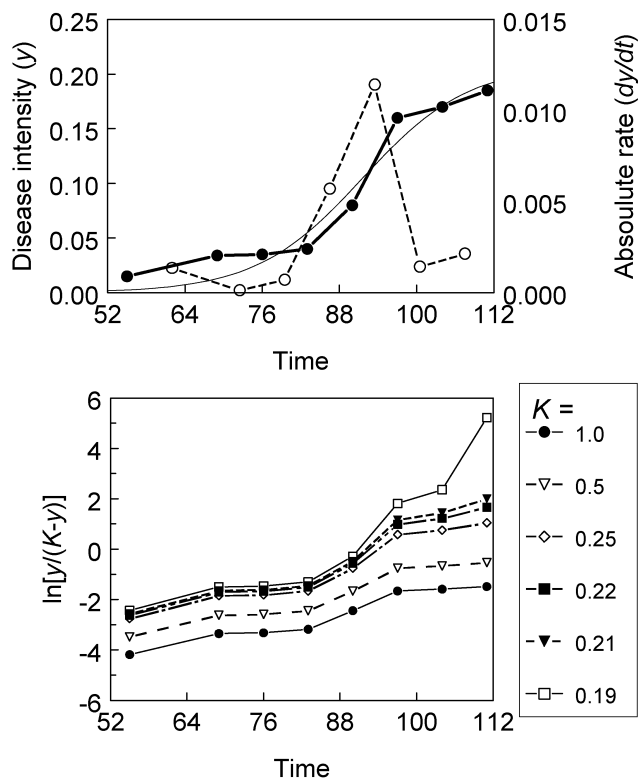 0.25
0.20
0.15
0.10
0.05
0.00
Disease intensity (y)
0.015
0.010
0.005
0.000
Absolute rate (dy/dt)
52 64 76 88 100 112
Time
6
4
2
0
-2
-4
-6
ln[y/(K-y)]
52 64 76 88 100 112
Time
K =
1.0
0.5
0.25
0.22
0.21
0.19